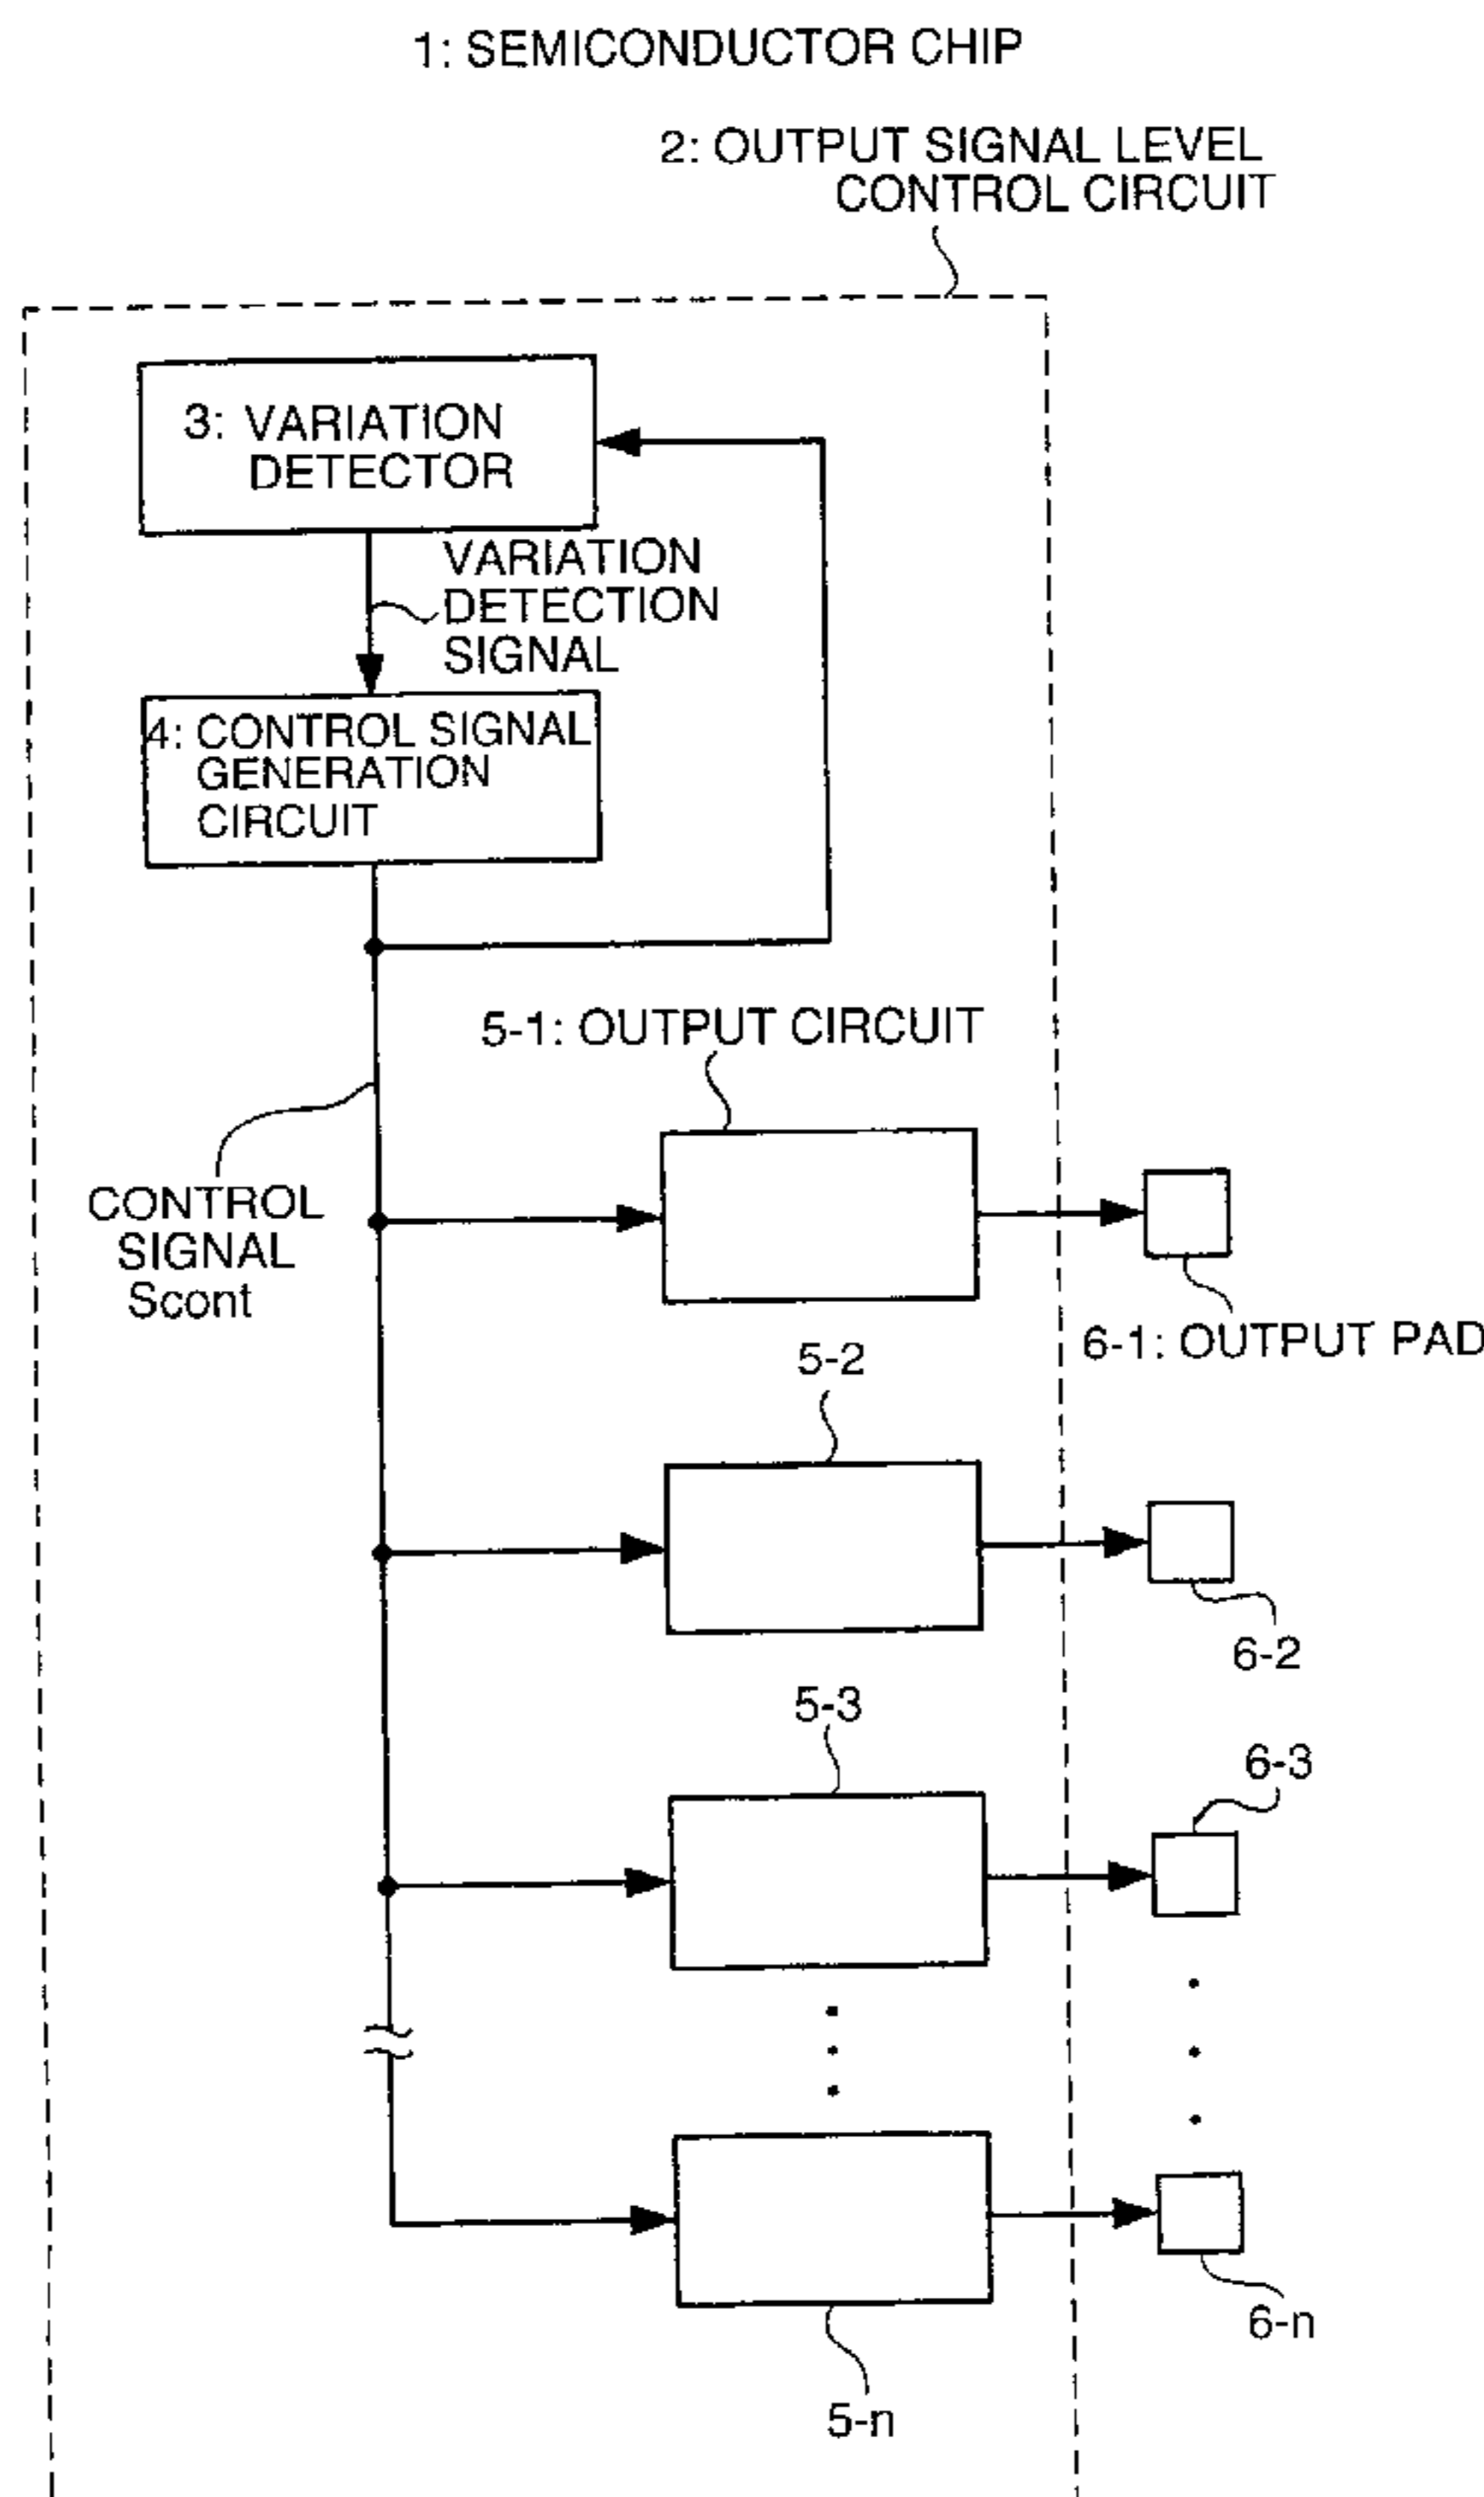 1: SEMICONDUCTOR CHIP
2: OUTPUT SIGNAL LEVEL
CONTROL CIRCUIT
3: VARIATION
DETECTOR
VARIATION
DETECTION
SIGNAL
4: CONTROL SIGNAL
GENERATION
CIRCUIT
5-1: OUTPUT CIRCUIT
CONTROL
SIGNAL
Scont
6-1: OUTPUT PAD
5-2
6-2
5-3
6-3
6-n
5-n